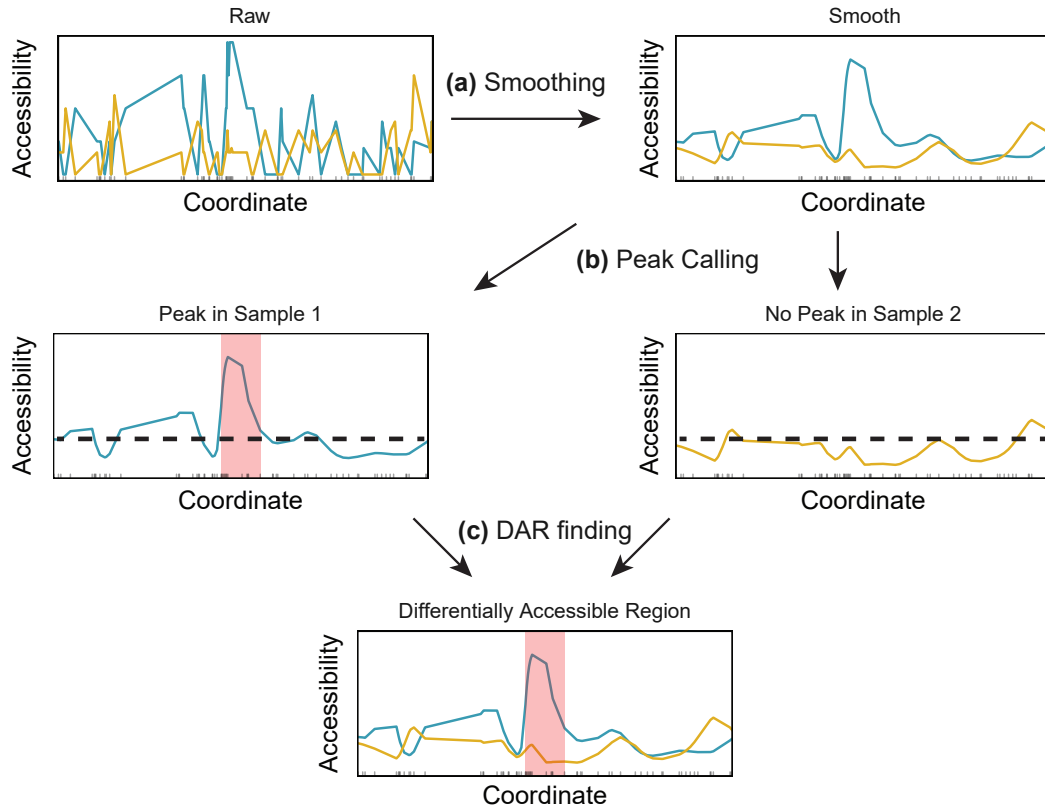 Raw
Smooth
Accessibility
(a) Smoothing
Accessibility
Coordinate
Coordinate
(b) Peak Calling
Peak in Sample 1
No Peak in Sample 2
Accessibility
Accessibility
Coordinate
Coordinate
(c) DAR finding
Differentially Accessible Region
Accessibility
Coordinate